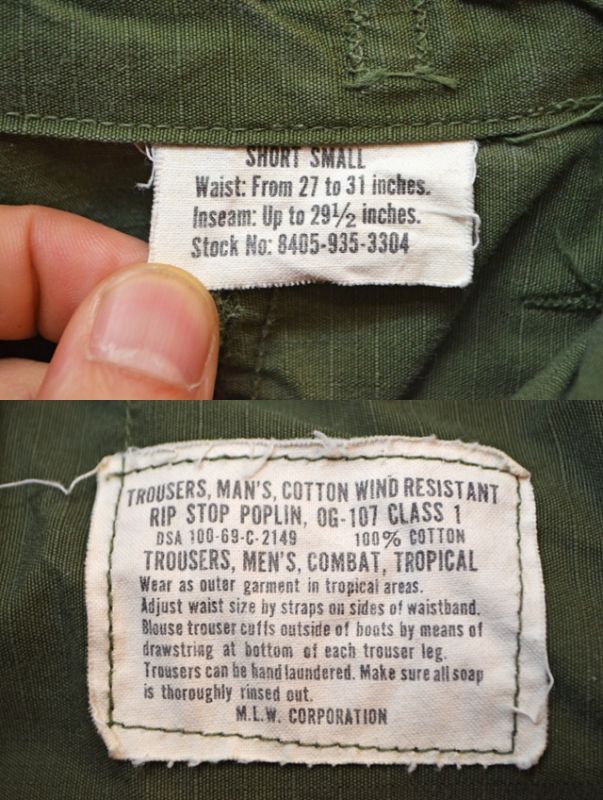 SHORT SMALL
Waist: From 27 to 31 inches.
Inseam: Up to 29½ inches.
Stock No: 8405-935-3304
TROUSERS, MAN'S, COTTON WIND RESISTANT
RIP STOP POPLIN, OG-107 CLASS 1
DSA 100-69-C-2149 100% COTTON
TROUSERS, MEN'S, COMBAT, TROPICAL
Wear as outer garment in tropical areas.
Adjust waist size by straps on sides of waistband.
Blouse trouser cuffs outside of boots by means of
drawstring at bottom of each trouser leg.
Trousers can be hand laundered. Make sure all soap
is thoroughly rinsed out.
M.L.W. CORPORATION